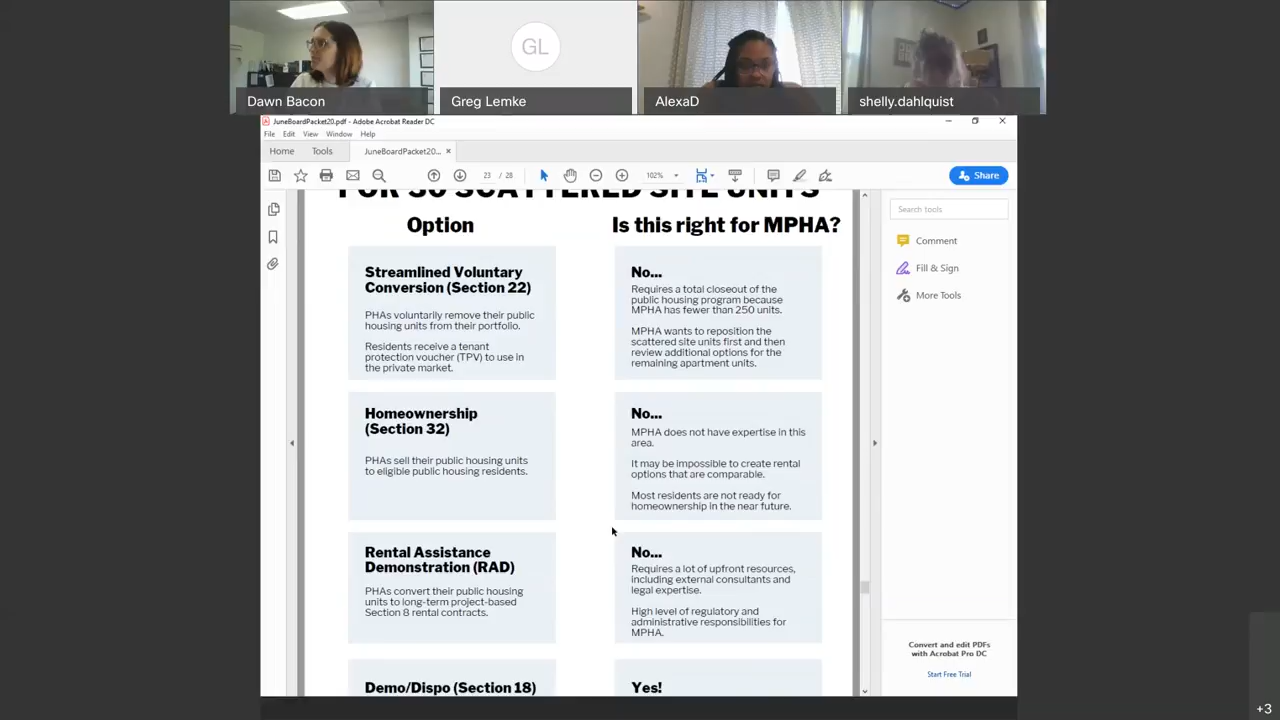 GL
Dawn Bacon
Greg Lemke
AlexaD
shelly.dahlquist
JuneBoardPacket20.pdf - Adobe Acrobat Reader DC
File Edit View Window Help
Home Tools JuneBoardPacket20... ×
23 / 28 102% Share
FOR 50 SCATTERED SITE UNITS
Option
Is this right for MPHA?
Streamlined Voluntary
Conversion (Section 22)
PHAs voluntarily remove their public
housing units from their portfolio.
Residents receive a tenant
protection voucher (TPV) to use in
the private market.
No...
Requires a total closeout of the
public housing program because
MPHA has fewer than 250 units.
MPHA wants to reposition the
scattered site units first and then
review additional options for the
remaining apartment units.
Homeownership
(Section 32)
PHAs sell their public housing units
to eligible public housing residents.
No...
MPHA does not have expertise in this
area.
It may be impossible to create rental
options that are comparable.
Most residents are not ready for
homeownership in the near future.
Rental Assistance
Demonstration (RAD)
PHAs convert their public housing
units to long-term project-based
Section 8 rental contracts.
No...
Requires a lot of upfront resources,
including external consultants and
legal expertise.
High level of regulatory and
administrative responsibilities for
MPHA.
Demo/Dispo (Section 18)
Yes!
Search tools
Comment
Fill & Sign
More Tools
Convert and edit PDFs
with Acrobat Pro DC
Start Free Trial
+3